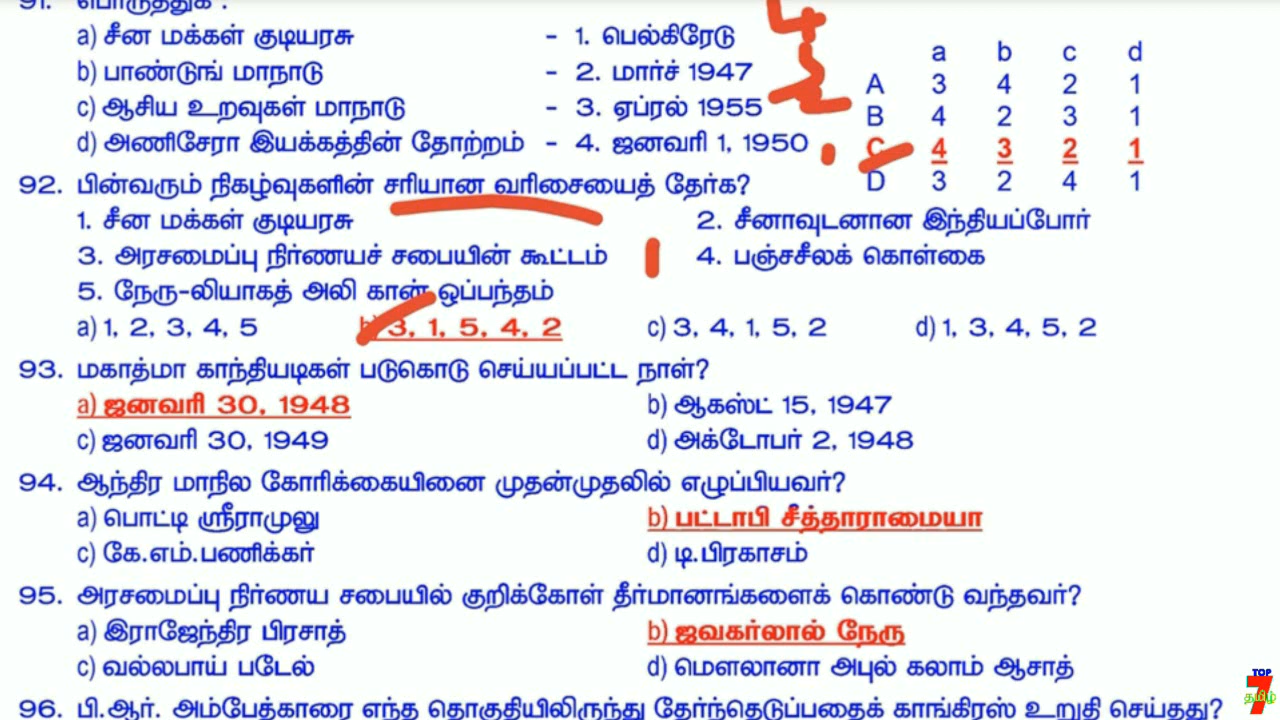 91. பொருத்துக :
a) சீன மக்கள் குடியரசு - 1. பெல்கிரேடு
b) பாண்டுங் மாநாடு - 2. மார்ச் 1947
c) ஆசிய உறவுகள் மாநாடு - 3. ஏப்ரல் 1955
d) அணிசேரா இயக்கத்தின் தோற்றம் - 4. ஜனவரி 1, 1950
a b c d
A 3 4 2 1
B 4 2 3 1
C 4 3 2 1
D 3 2 4 1
92. பின்வரும் நிகழ்வுகளின் சரியான வரிசையைத் தேர்க?
1. சீன மக்கள் குடியரசு 2. சீனாவுடனான இந்தியப்போர்
3. அரசமைப்பு நிர்ணயச் சபையின் கூட்டம் 4. பஞ்சசீலக் கொள்கை
5. நேரு-லியாகத் அலி கான் ஒப்பந்தம்
a) 1, 2, 3, 4, 5 b) 3, 1, 5, 4, 2 c) 3, 4, 1, 5, 2 d) 1, 3, 4, 5, 2
93. மகாத்மா காந்தியடிகள் படுகொடு செய்யப்பட்ட நாள்?
a) ஜனவரி 30, 1948 b) ஆகஸ்ட் 15, 1947
c) ஜனவரி 30, 1949 d) அக்டோபர் 2, 1948
94. ஆந்திர மாநில கோரிக்கையினை முதன்முதலில் எழுப்பியவர்?
a) பொட்டி ஸ்ரீராமுலு b) பட்டாபி சீத்தாராமையா
c) கே.எம்.பணிக்கர் d) டி.பிரகாசம்
95. அரசமைப்பு நிர்ணய சபையில் குறிக்கோள் தீர்மானங்களைக் கொண்டு வந்தவர்?
a) இராஜேந்திர பிரசாத் b) ஜவகர்லால் நேரு
c) வல்லபாய் படேல் d) மௌலானா அபுல் கலாம் ஆசாத்
96. பி.ஆர். அம்பேத்காரை எந்த தொகுதியிலிருந்து தேர்ந்தெடுப்பதைக் காங்கிரஸ் உறுதி செய்தது?
TOP
7
தமிழ்